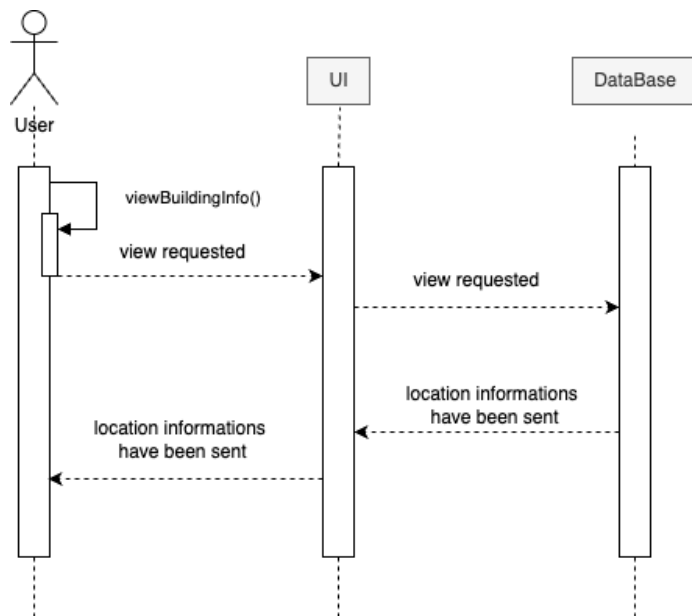 User
UI
DataBase
viewBuildingInfo()
view requested
view requested
location informations
have been sent
location informations
have been sent